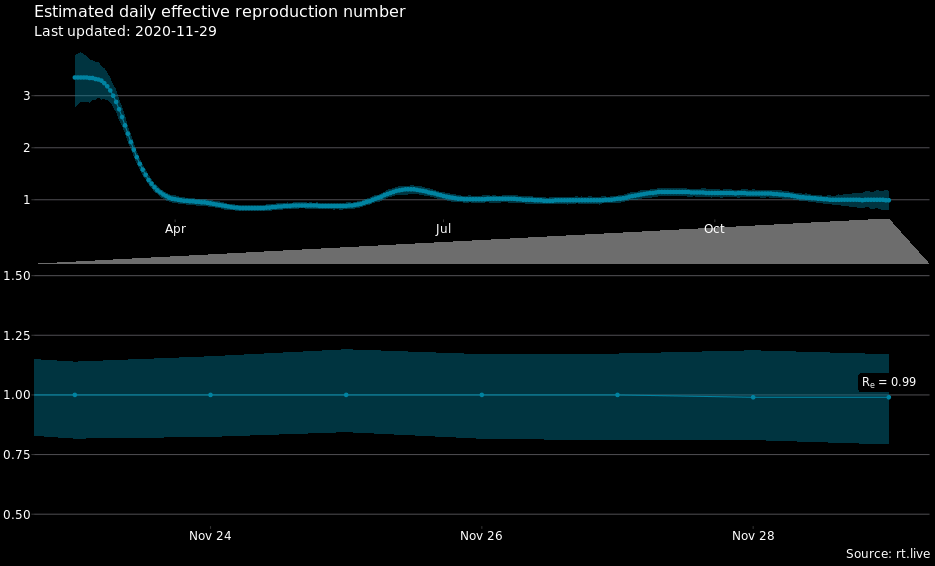 Estimated daily effective reproduction number
Last updated: 2020-11-29
3
2
1
Apr Jul Oct
1.50
1.25
1.00
0.75
0.50
Re = 0.99
Nov 24 Nov 26 Nov 28
Source: rt.live